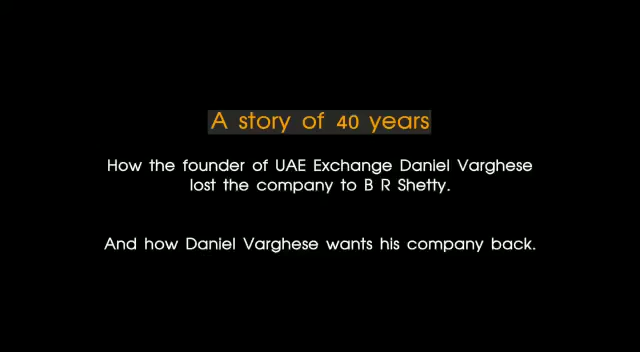 A story of 40 years
How the founder of UAE Exchange Daniel Varghese
lost the company to B R Shetty.
And how Daniel Varghese wants his company back.